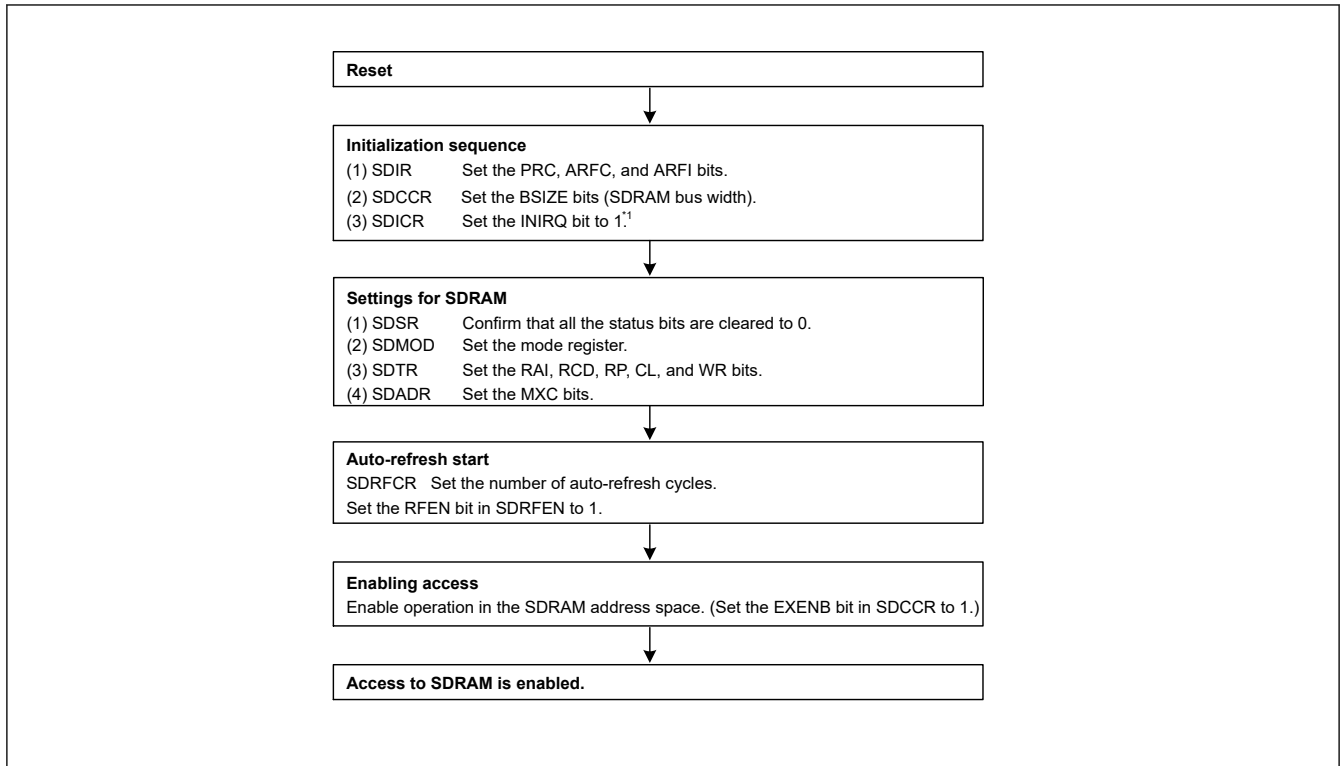 Reset
Initialization sequence
(1) SDIR Set the PRC, ARFC, and ARFI bits.
(2) SDCCR Set the BSIZE bits (SDRAM bus width).
(3) SDICR Set the INIRQ bit to 1.*1
Settings for SDRAM
(1) SDSR Confirm that all the status bits are cleared to 0.
(2) SDMOD Set the mode register.
(3) SDTR Set the RAI, RCD, RP, CL, and WR bits.
(4) SDADR Set the MXC bits.
Auto-refresh start
SDRFCR Set the number of auto-refresh cycles.
Set the RFEN bit in SDRFEN to 1.
Enabling access
Enable operation in the SDRAM address space. (Set the EXENB bit in SDCCR to 1.)
Access to SDRAM is enabled.